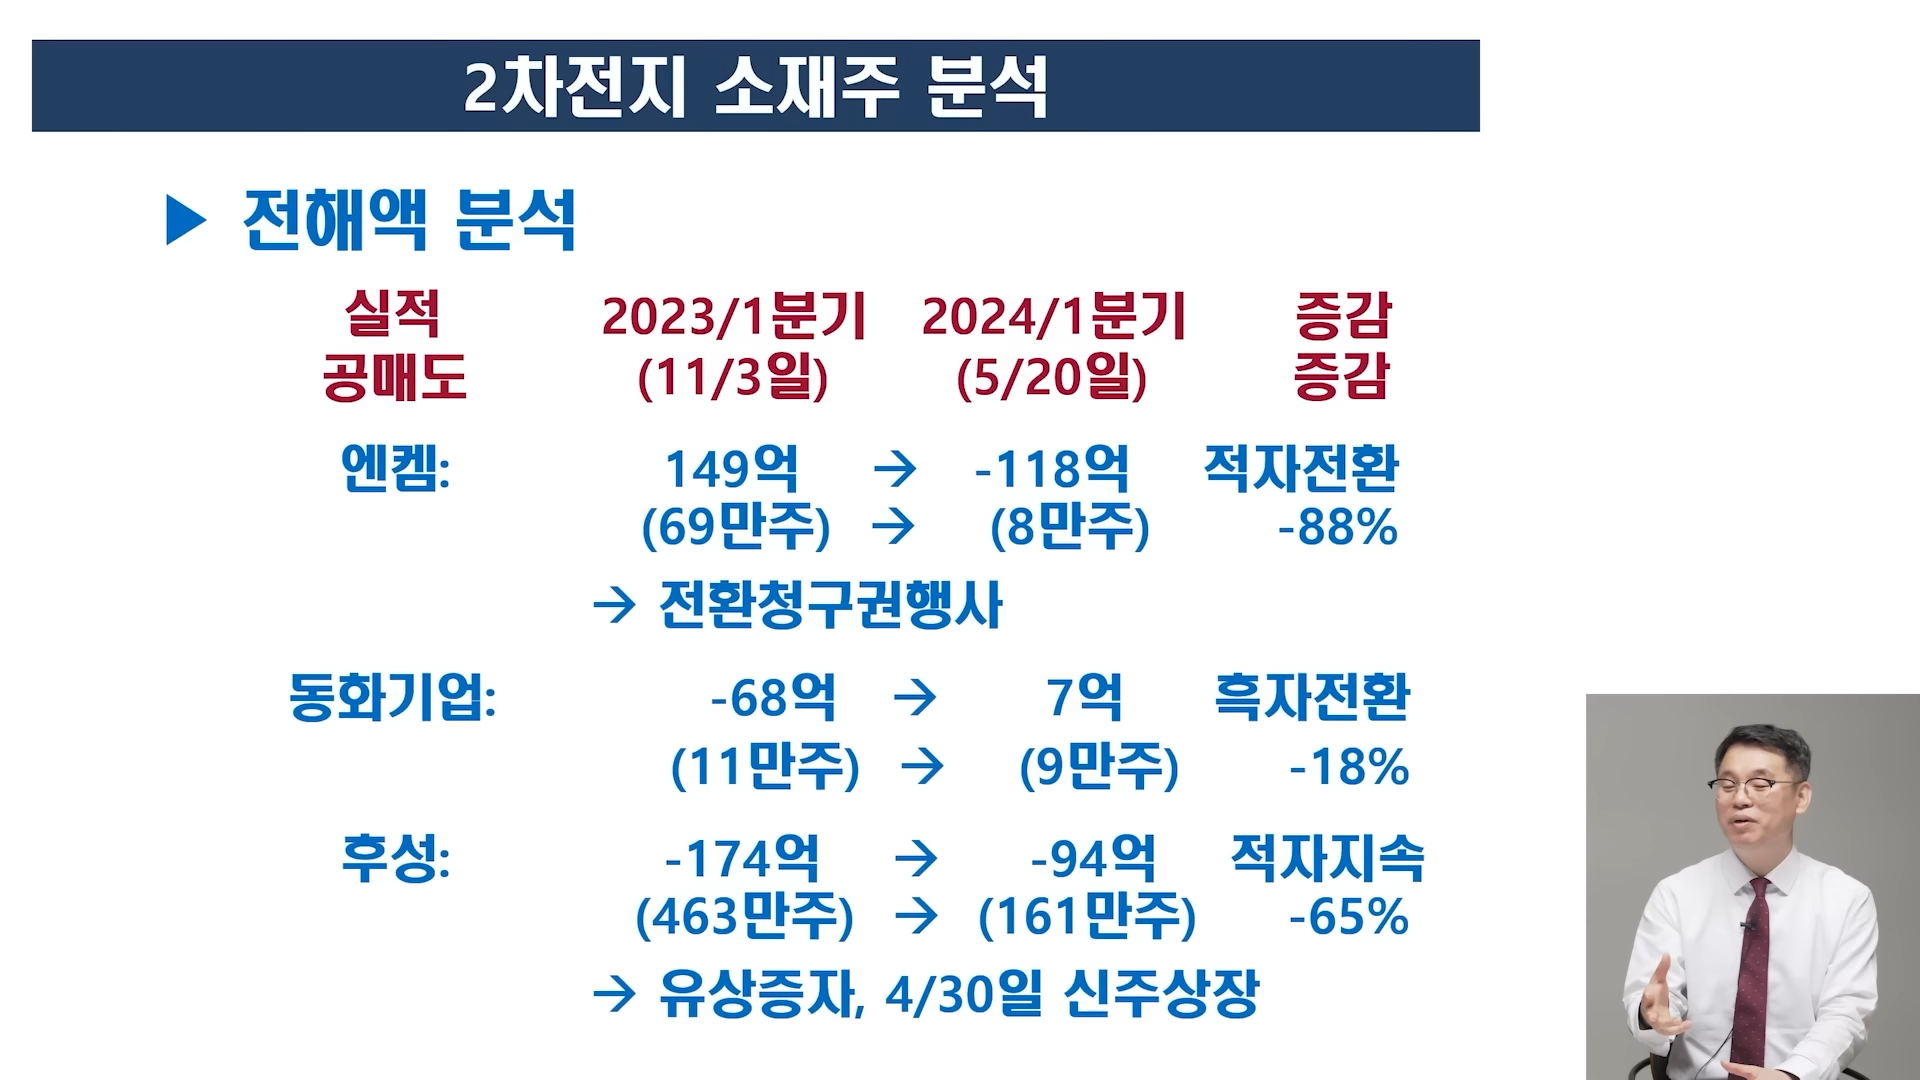 2차전지 소재주 분석
▶ 전해액 분석
실적 2023/1분기 2024/1분기 증감
공매도 (11/3일) (5/20일) 증감
엔켐: 149억 → -118억 적자전환
(69만주) → (8만주) -88%
→ 전환청구권행사
동화기업: -68억 → 7억 흑자전환
(11만주) → (9만주) -18%
후성: -174억 → -94억 적자지속
(463만주) → (161만주) -65%
→ 유상증자, 4/30일 신주상장